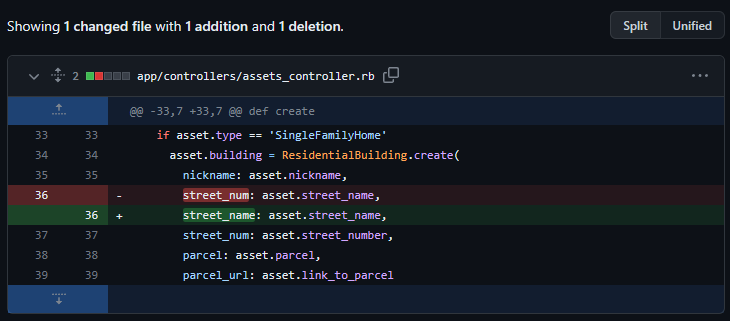 Showing 1 changed file with 1 addition and 1 deletion.
Split Unified
2 app/controllers/assets_controller.rb
@@ -33,7 +33,7 @@ def create
33 33 if asset.type == 'SingleFamilyHome'
34 34 asset.building = ResidentialBuilding.create(
35 35 nickname: asset.nickname,
36 - street_num: asset.street_name,
36 + street_name: asset.street_name,
37 37 street_num: asset.street_number,
38 38 parcel: asset.parcel,
39 39 parcel_url: asset.link_to_parcel